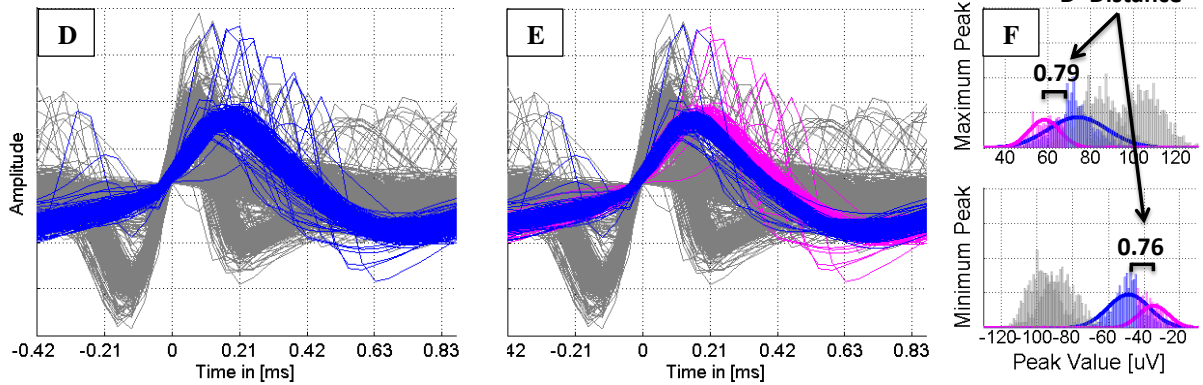 D
Amplitude
-0.42 -0.21 0 0.21 0.42 0.63 0.83
Time in [ms]
E
42 -0.21 0 0.21 0.42 0.63 0.83
Time in [ms]
Distance
F
Maximum Peak
0.79
40 60 80 100 120
Minimum Peak
0.76
-120 -100 -80 -60 -40 -20
Peak Value [uV]